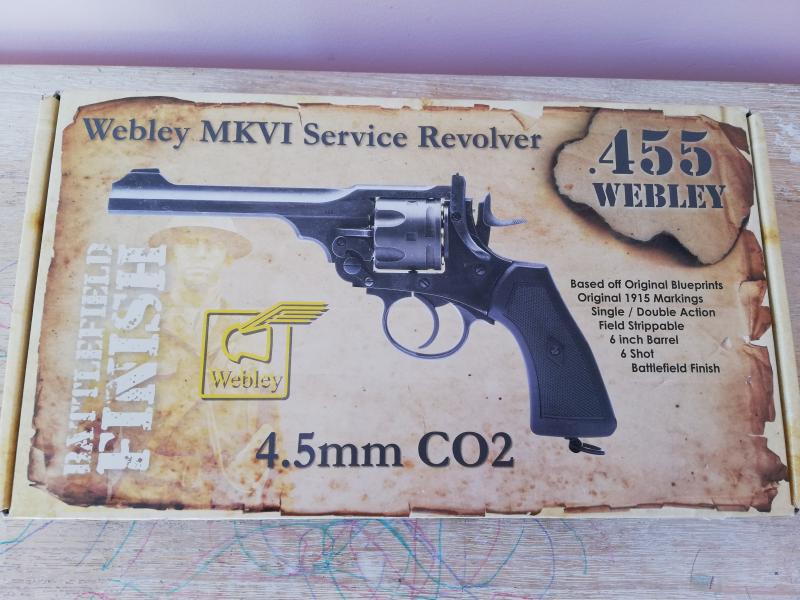 Webley MKVI Service Revolver
.455
WEBLEY
BATTLEFIELD
FINISH
Based off Original Blueprints
Original 1915 Markings
Single / Double Action
Field Strippable
6 inch Barrel
6 Shot
Battlefield Finish
Webley
4.5mm CO2